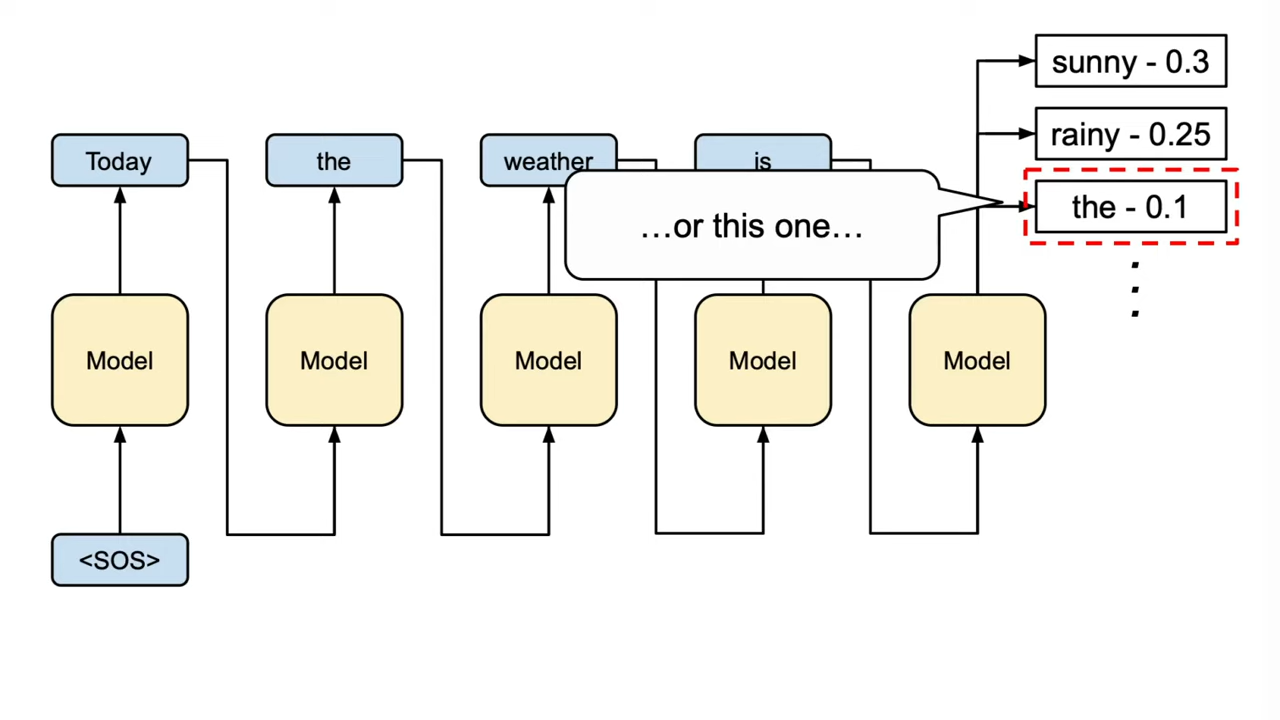 sunny - 0.3
rainy - 0.25
the - 0.1
Today
the
weather
is
…or this one…
Model
Model
Model
Model
Model
<SOS>